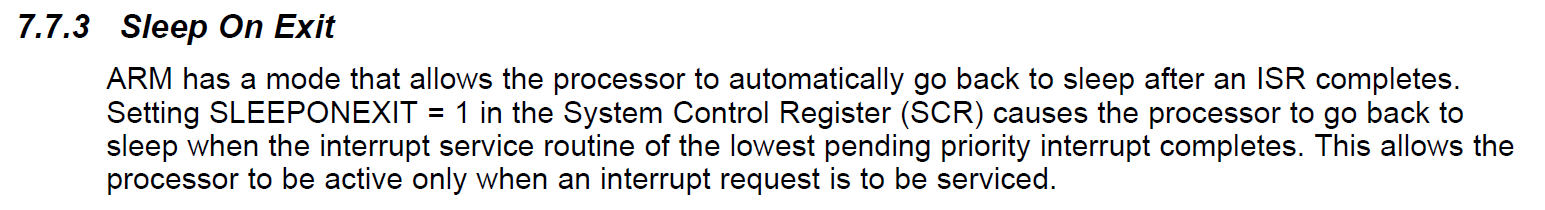 7.7.3 Sleep On Exit
ARM has a mode that allows the processor to automatically go back to sleep after an ISR completes.
Setting SLEEPONEXIT = 1 in the System Control Register (SCR) causes the processor to go back to
sleep when the interrupt service routine of the lowest pending priority interrupt completes. This allows the
processor to be active only when an interrupt request is to be serviced.